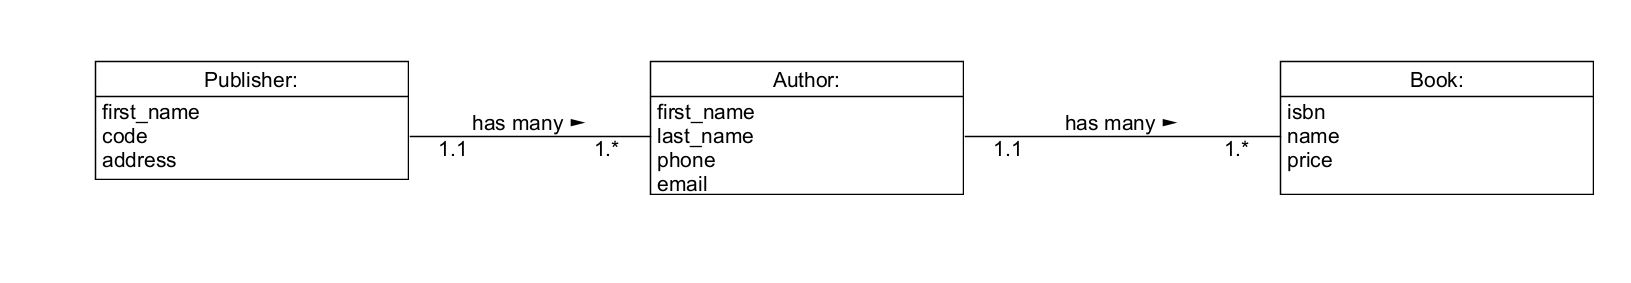 Publisher:
first_name
code
address
has many ►
1.1
1.*
Author:
first_name
last_name
phone
email
has many ►
1.1
1.*
Book:
isbn
name
price